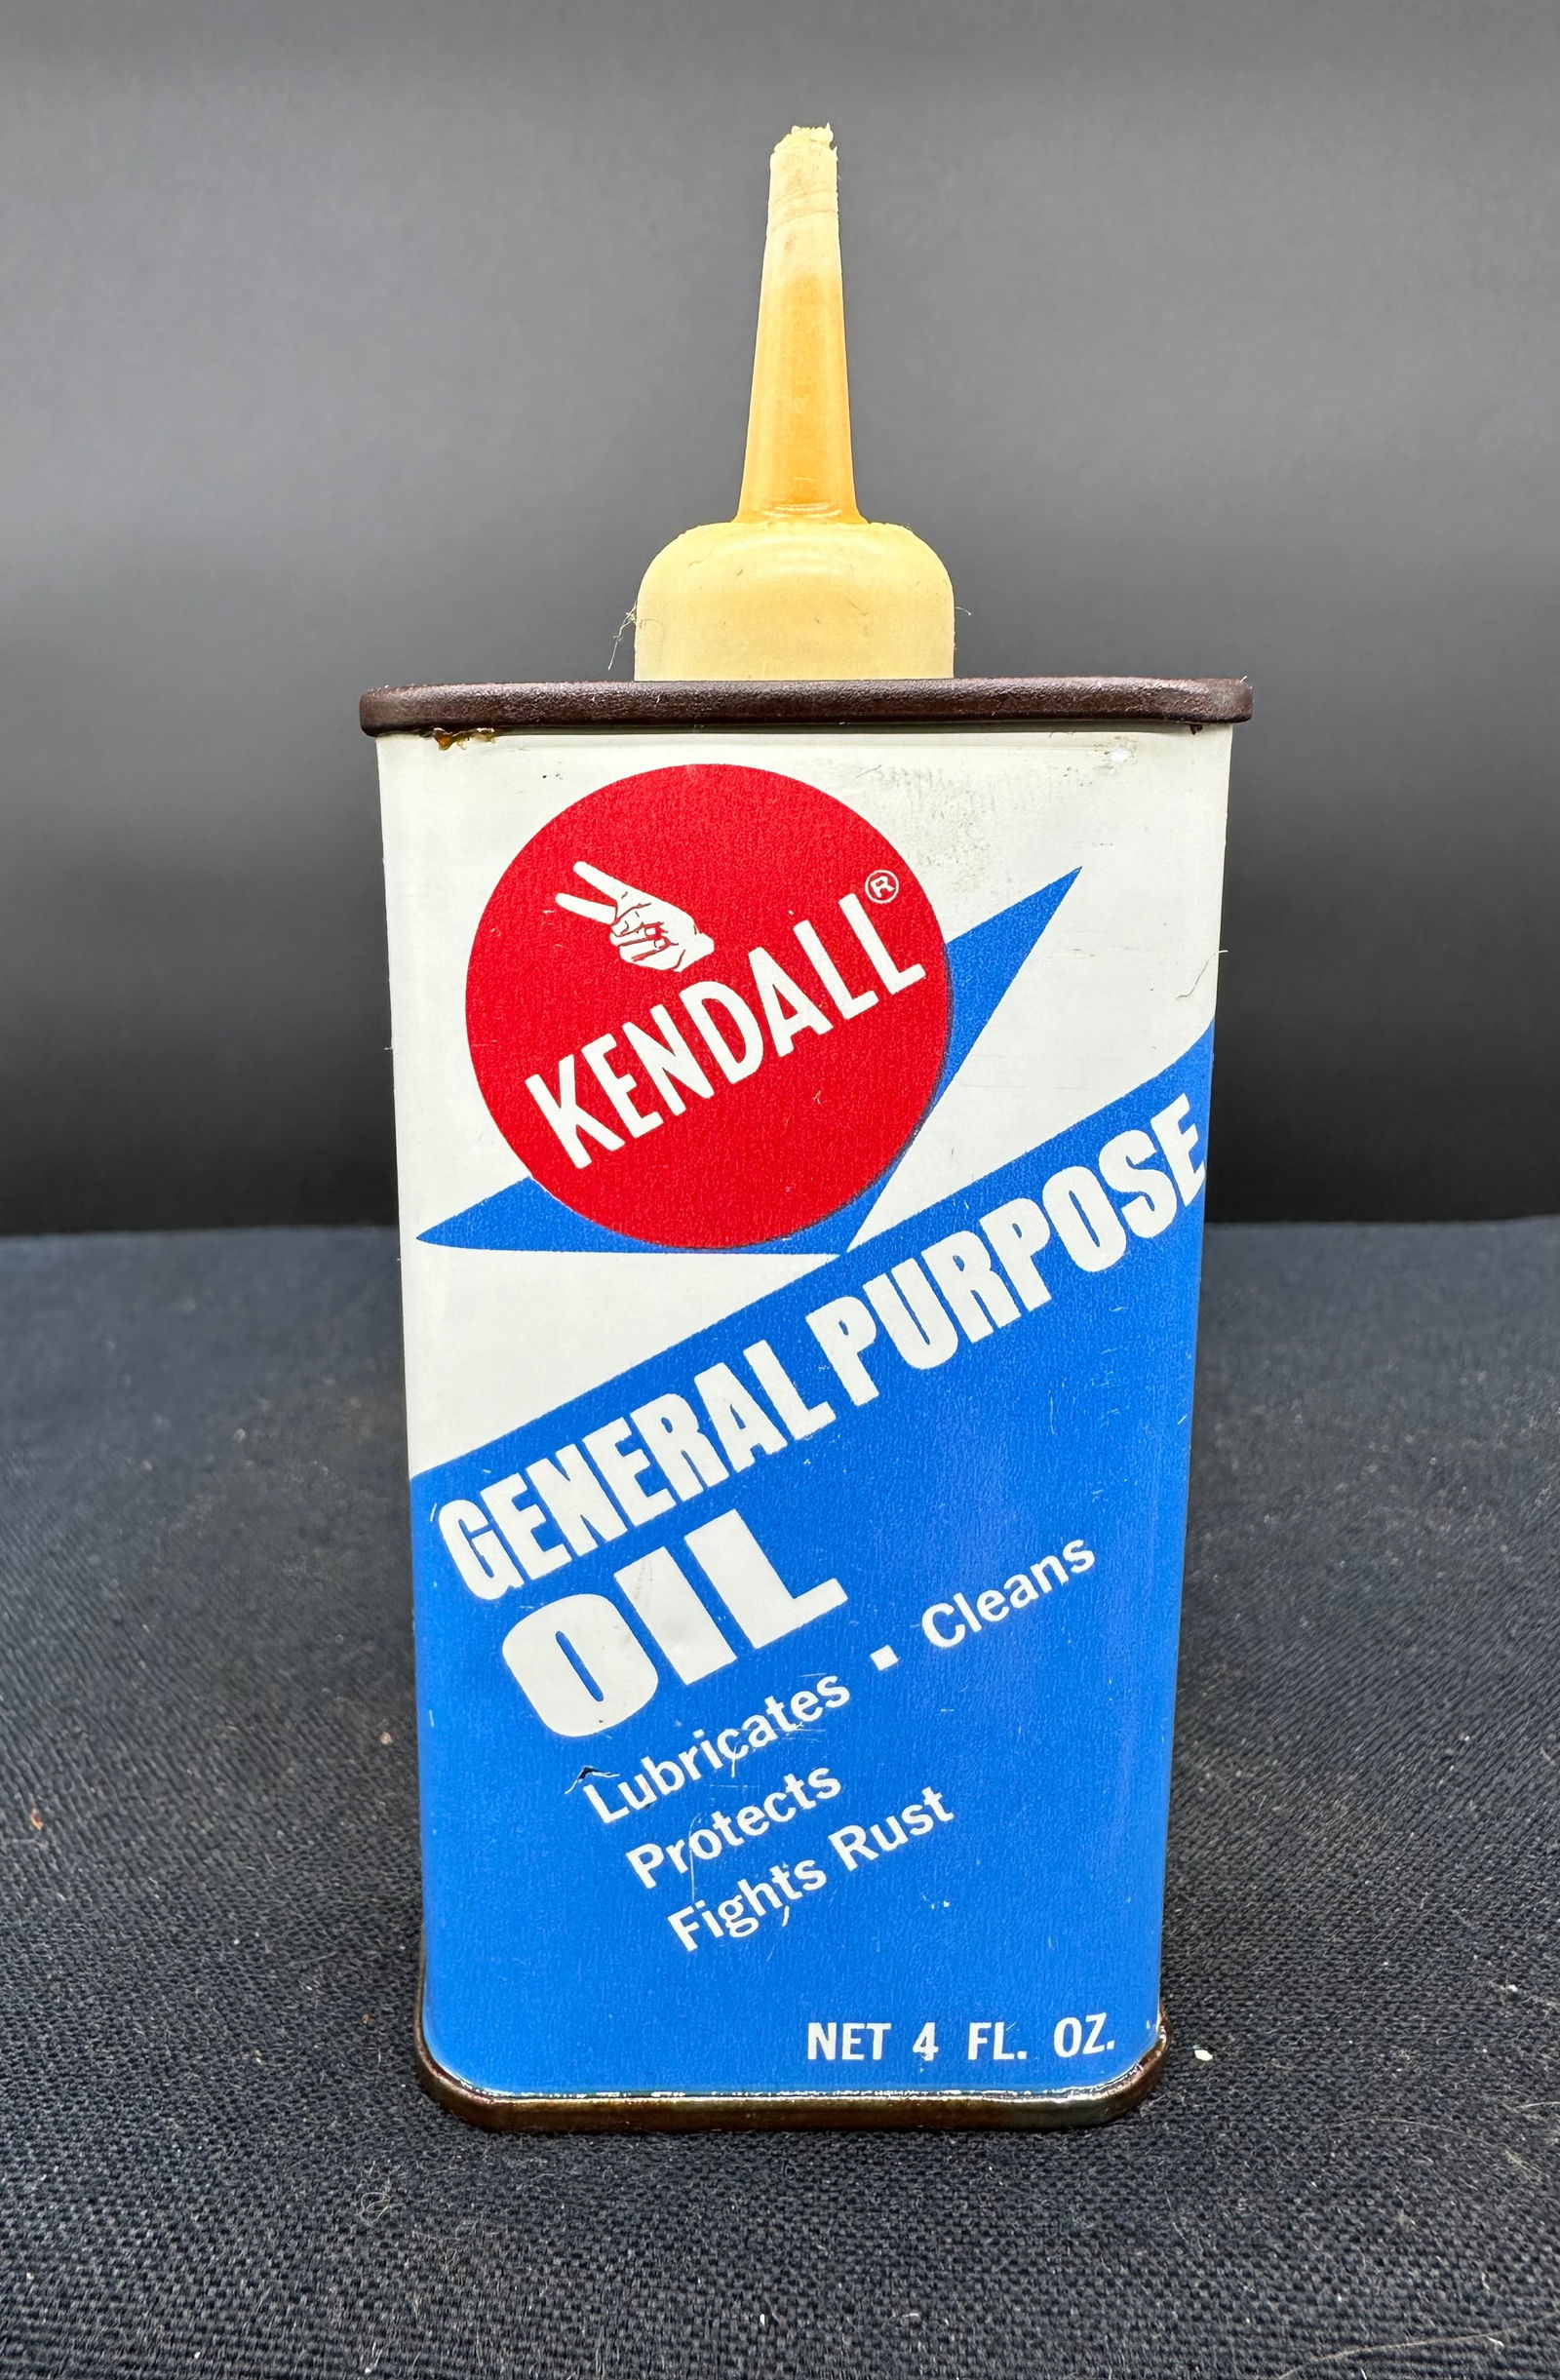 KENDALL®
GENERAL PURPOSE
OIL
Lubricates ▪ Cleans
Protects
Fights Rust
NET 4 FL. OZ.